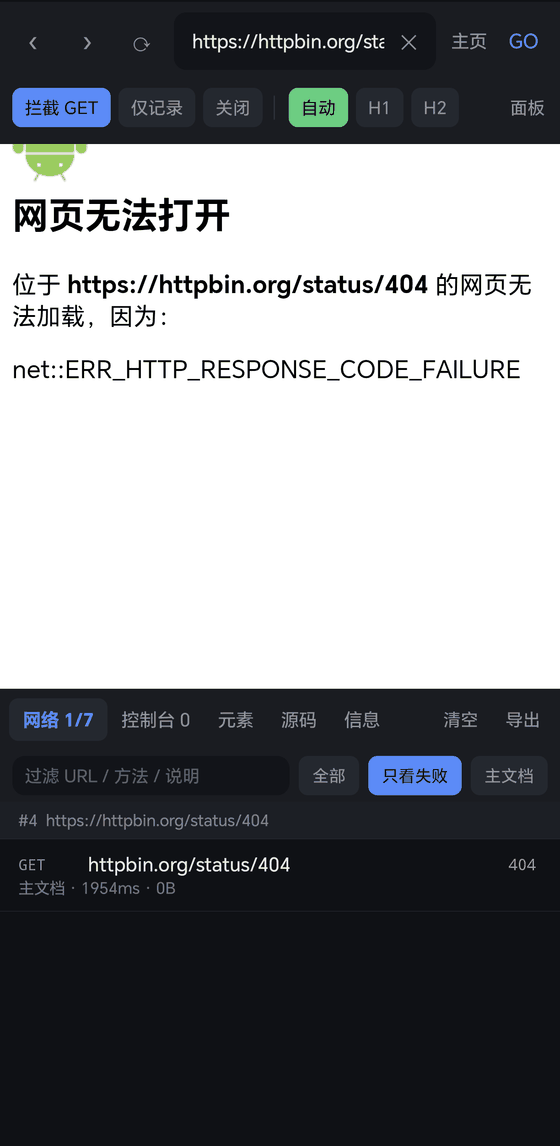 https://httpbin.org/sta
主页
GO
拦截 GET
仅记录
关闭
自动
H1
H2
面板
网页无法打开
位于 https://httpbin.org/status/404 的网页无
法加载，因为：
net::ERR_HTTP_RESPONSE_CODE_FAILURE
网络 1/7
控制台 0
元素
源码
信息
清空
导出
过滤 URL / 方法 / 说明
全部
只看失败
主文档
#4 https://httpbin.org/status/404
GET httpbin.org/status/404 404
主文档 · 1954ms · 0B